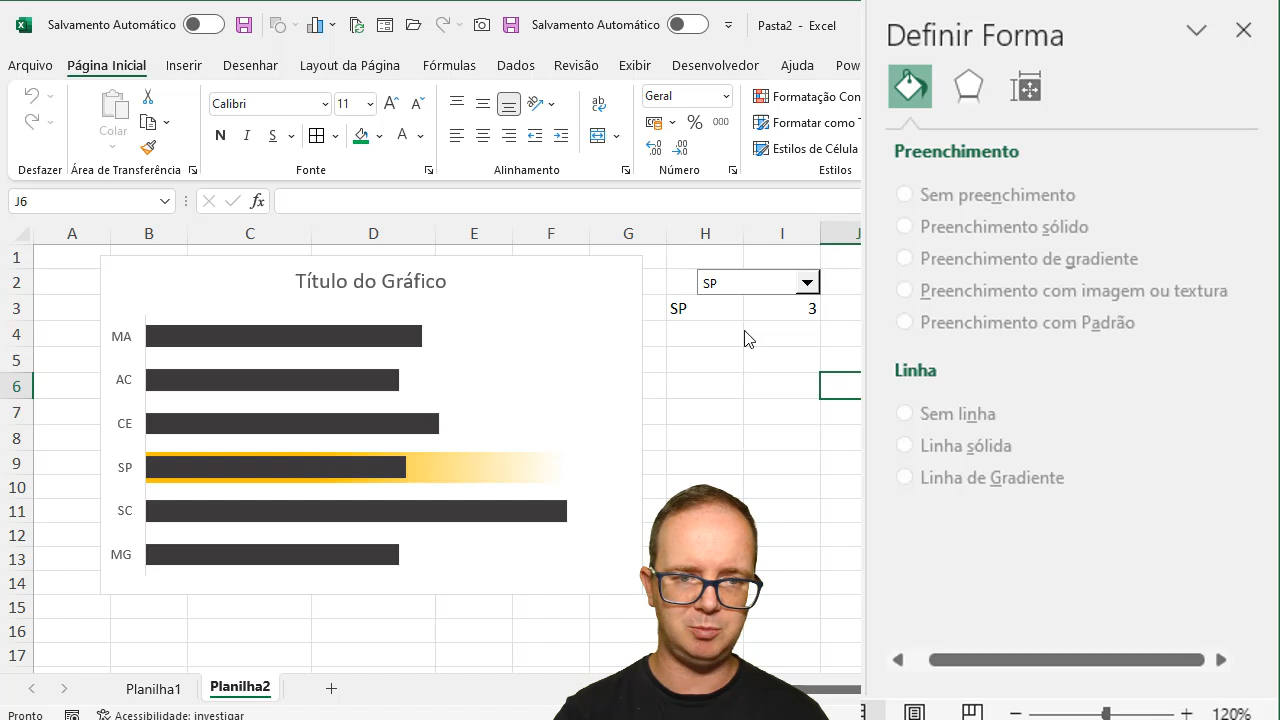 Salvamento Automático
Salvamento Automático
Pasta2 - Excel
Arquivo
Página Inicial
Inserir
Desenhar
Layout da Página
Fórmulas
Dados
Revisão
Exibir
Desenvolvedor
Ajuda
Pow
Colar
Calibri
11
A A
N I S
A
ab
Geral
% 000
Formatação Con
Formatar como T
Estilos de Célula
Desfazer
Área de Transferência
Fonte
Alinhamento
Número
Estilos
J6
fx
A B C D E F G H I J
1
2
3
4
5
6
7
8
9
10
11
12
13
14
15
16
17
Título do Gráfico
MA
AC
CE
SP
SC
MG
SP
SP 3
Planilha1
Planilha2
Pronto
Acessibilidade: investigar
120%
Definir Forma
Preenchimento
Sem preenchimento
Preenchimento sólido
Preenchimento de gradiente
Preenchimento com imagem ou textura
Preenchimento com Padrão
Linha
Sem linha
Linha sólida
Linha de Gradiente